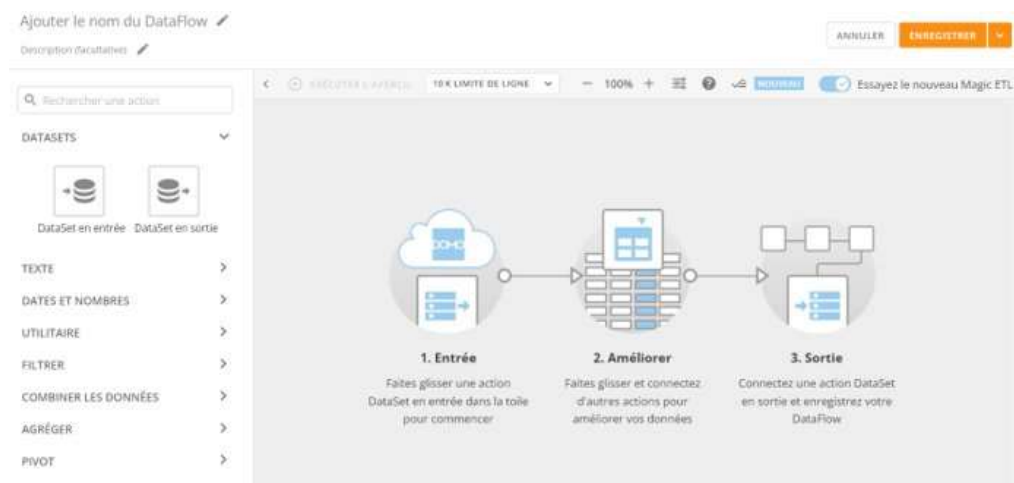 Ajouter le nom du DataFlow
Description (facultative)
ANNULER
ENREGISTRER
Rechercher une action
EXÉCUTER L'APERÇU
10 K LIMITE DE LIGNE
100%
NOUVEAU
Essayez le nouveau Magic ETL
DATASETS
DataSet en entrée
DataSet en sortie
TEXTE
DATES ET NOMBRES
UTILITAIRE
FILTRER
COMBINER LES DONNÉES
AGRÉGER
PIVOT
DOMO
1. Entrée
Faites glisser une action
DataSet en entrée dans la toile
pour commencer
2. Améliorer
Faites glisser et connectez
d'autres actions pour
améliorer vos données
3. Sortie
Connectez une action DataSet
en sortie et enregistrez votre
DataFlow